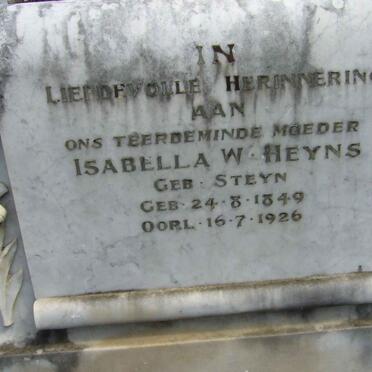 IN
LIEFDEVOLLE HERINNERING
AAN
ONS TEERBEMINDE MOEDER
ISABELLA W. HEYNS
GEB. STEYN
GEB. 24.8.1849
OORL. 16.7.1926